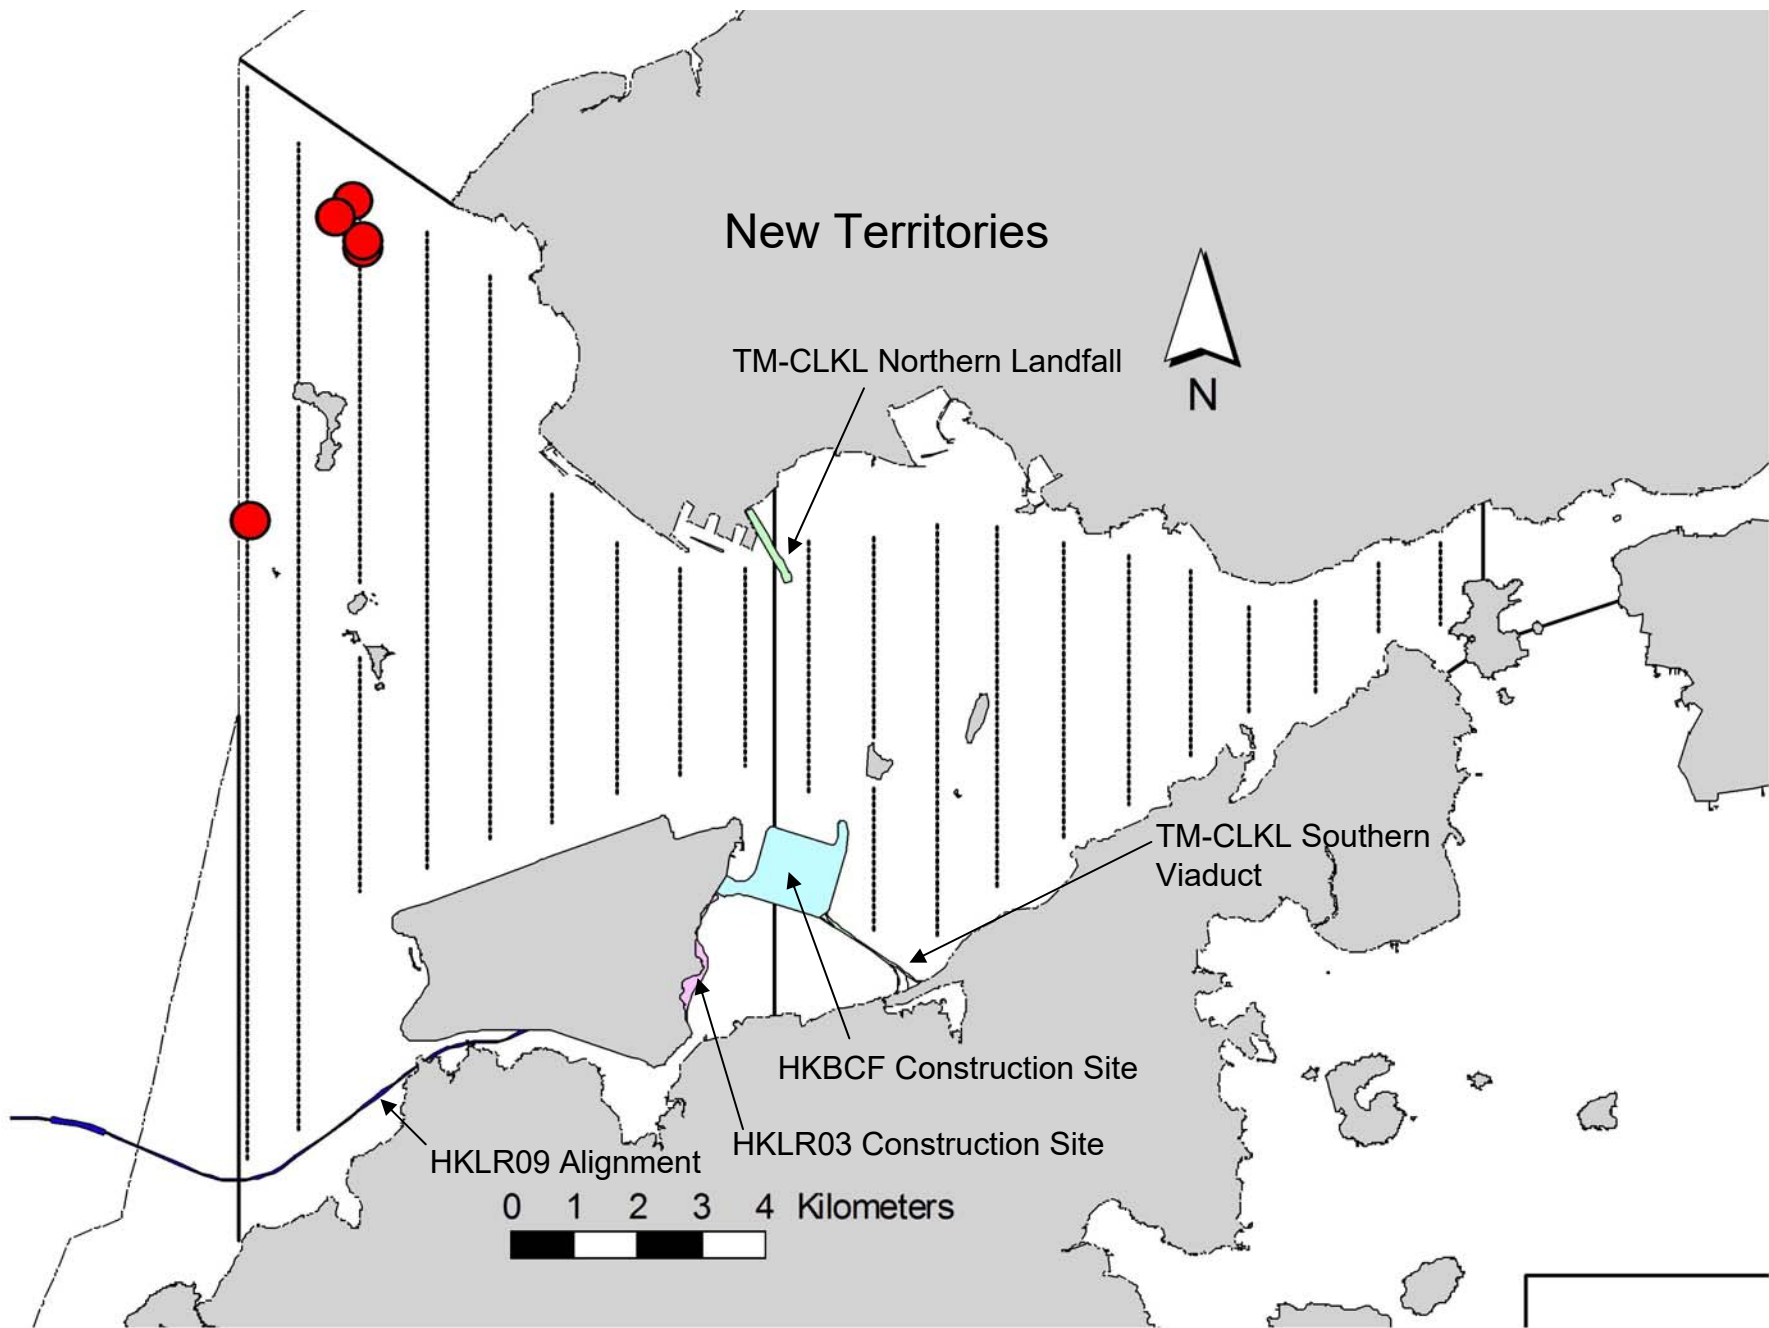 New Territories
TM-CLKL Northern Landfall
N
TM-CLKL Southern
Viaduct
HKBCF Construction Site
HKLR03 Construction Site
HKLR09 Alignment
0 1 2 3 4 Kilometers